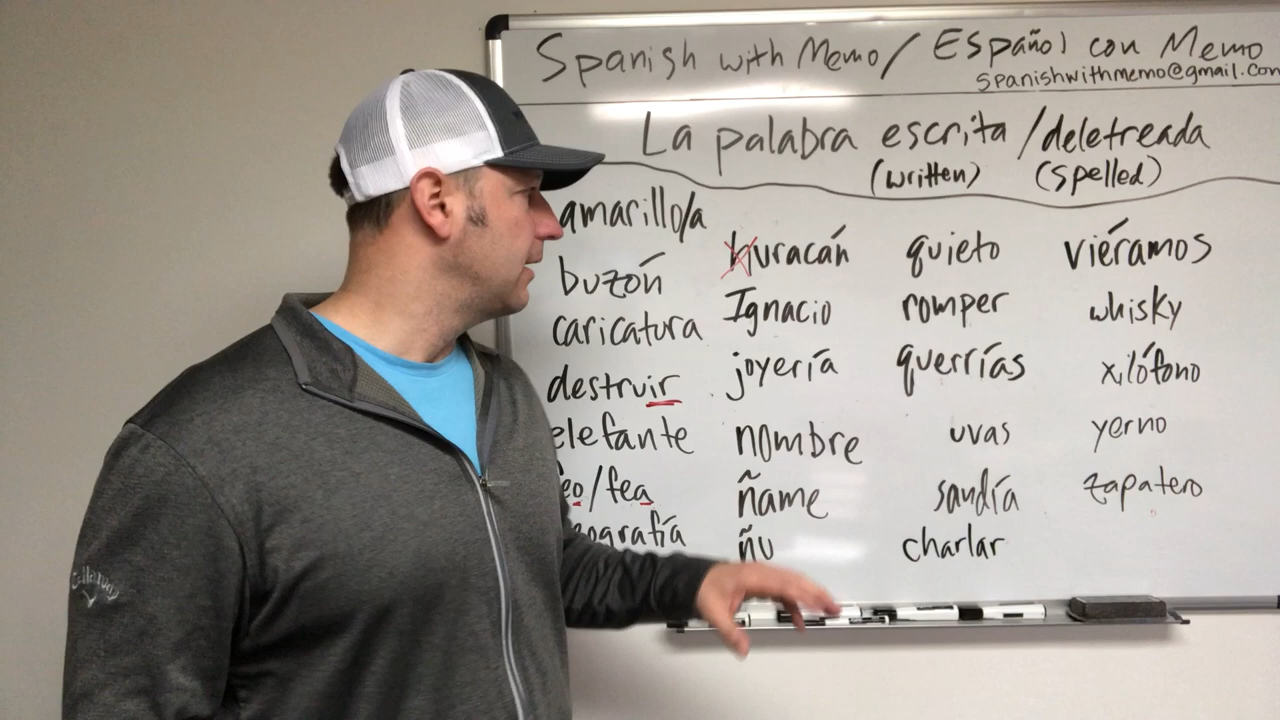 Spanish with Memo/ Español con Memo
spanishwithmemo@gmail.com
La palabra escrita /deletreada
(written) (spelled)
amarillo/a
buzón
caricatura
destruir
elefante
feo/fea
eografía
huracán
Ignacio
joyería
nombre
ñame
ñu
quieto
romper
querrías
uvas
sandía
charlar
viéramos
whisky
xilófono
yerno
zapatero
Callaway